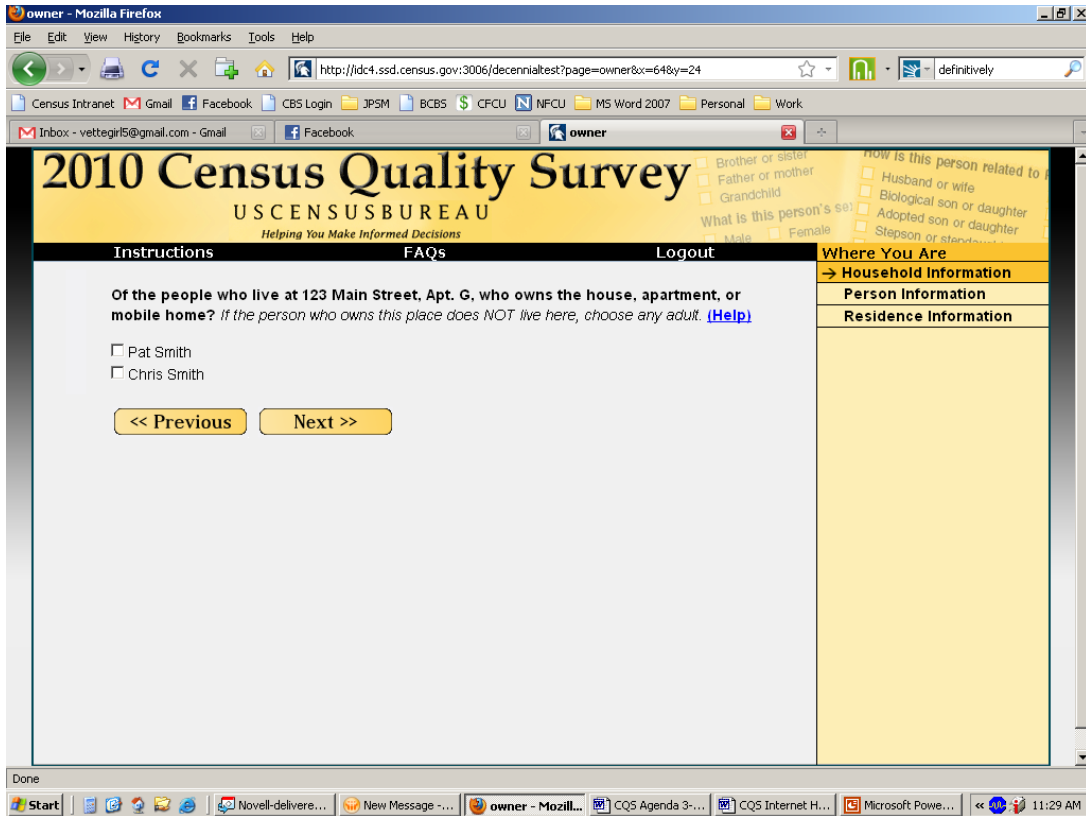 owner - Mozilla Firefox
File Edit View History Bookmarks Tools Help
http://idc4.ssd.census.gov:3006/decennialtest?page=owner&x=64&y=24
definitively
Census Intranet Gmail Facebook CBS Login JPSM BCBS CFCU NFCU MS Word 2007 Personal Work
Inbox - vettegirl5@gmail.com - Gmail Facebook owner
2010 Census Quality Survey
USCENSUSBUREAU
Helping You Make Informed Decisions
Brother or sister
Father or mother
Grandchild
What is this person's sex
Male Female
How is this person related to
Husband or wife
Biological son or daughter
Adopted son or daughter
Stepson or
Instructions FAQs Logout
Where You Are
→ Household Information
Person Information
Residence Information
Of the people who live at 123 Main Street, Apt. G, who owns the house, apartment, or
mobile home? If the person who owns this place does NOT live here, choose any adult. (Help)
Pat Smith
Chris Smith
<< Previous Next >>
Done
Start Novell-delivere... New Message -... owner - Mozill... CQS Agenda 3-... CQS Internet H... Microsoft Powe... « 11:29 AM